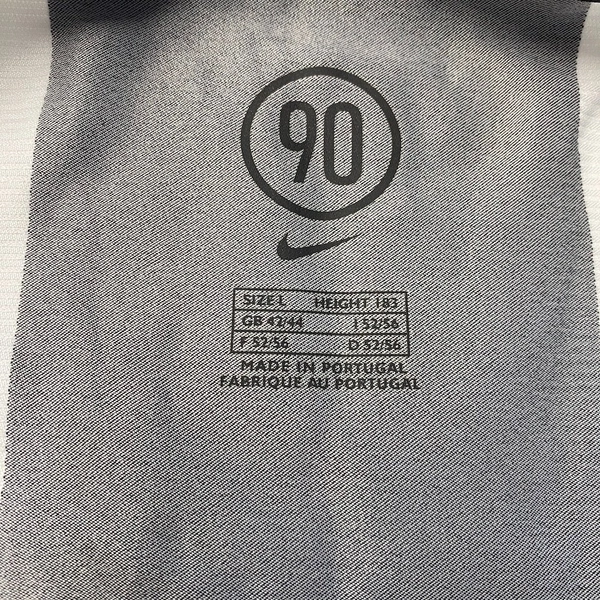 90
SIZE L HEIGHT 183
GB 42/44 I 52/56
F 52/56 D 52/56
MADE IN PORTUGAL
FABRIQUE AU PORTUGAL